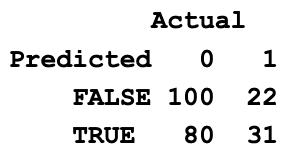 Actual
Predicted 0 1
FALSE 100 22
TRUE 80 31